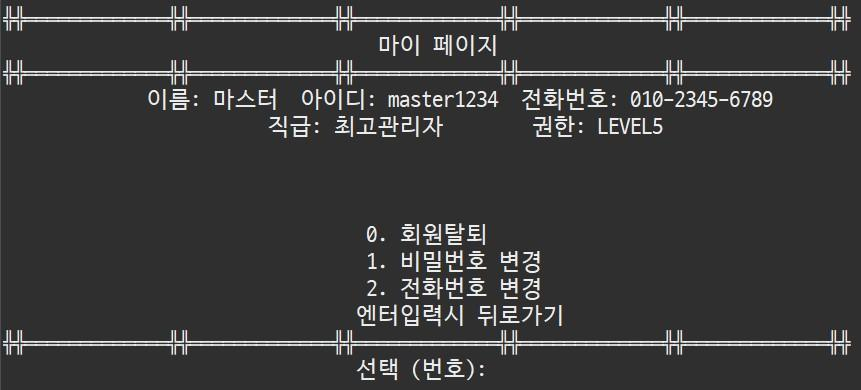 마이 페이지
이름: 마스터 아이디: master1234 전화번호: 010-2345-6789
직급: 최고관리자 권한: LEVEL5
0. 회원탈퇴
1. 비밀번호 변경
2. 전화번호 변경
엔터입력시 뒤로가기
선택 (번호):